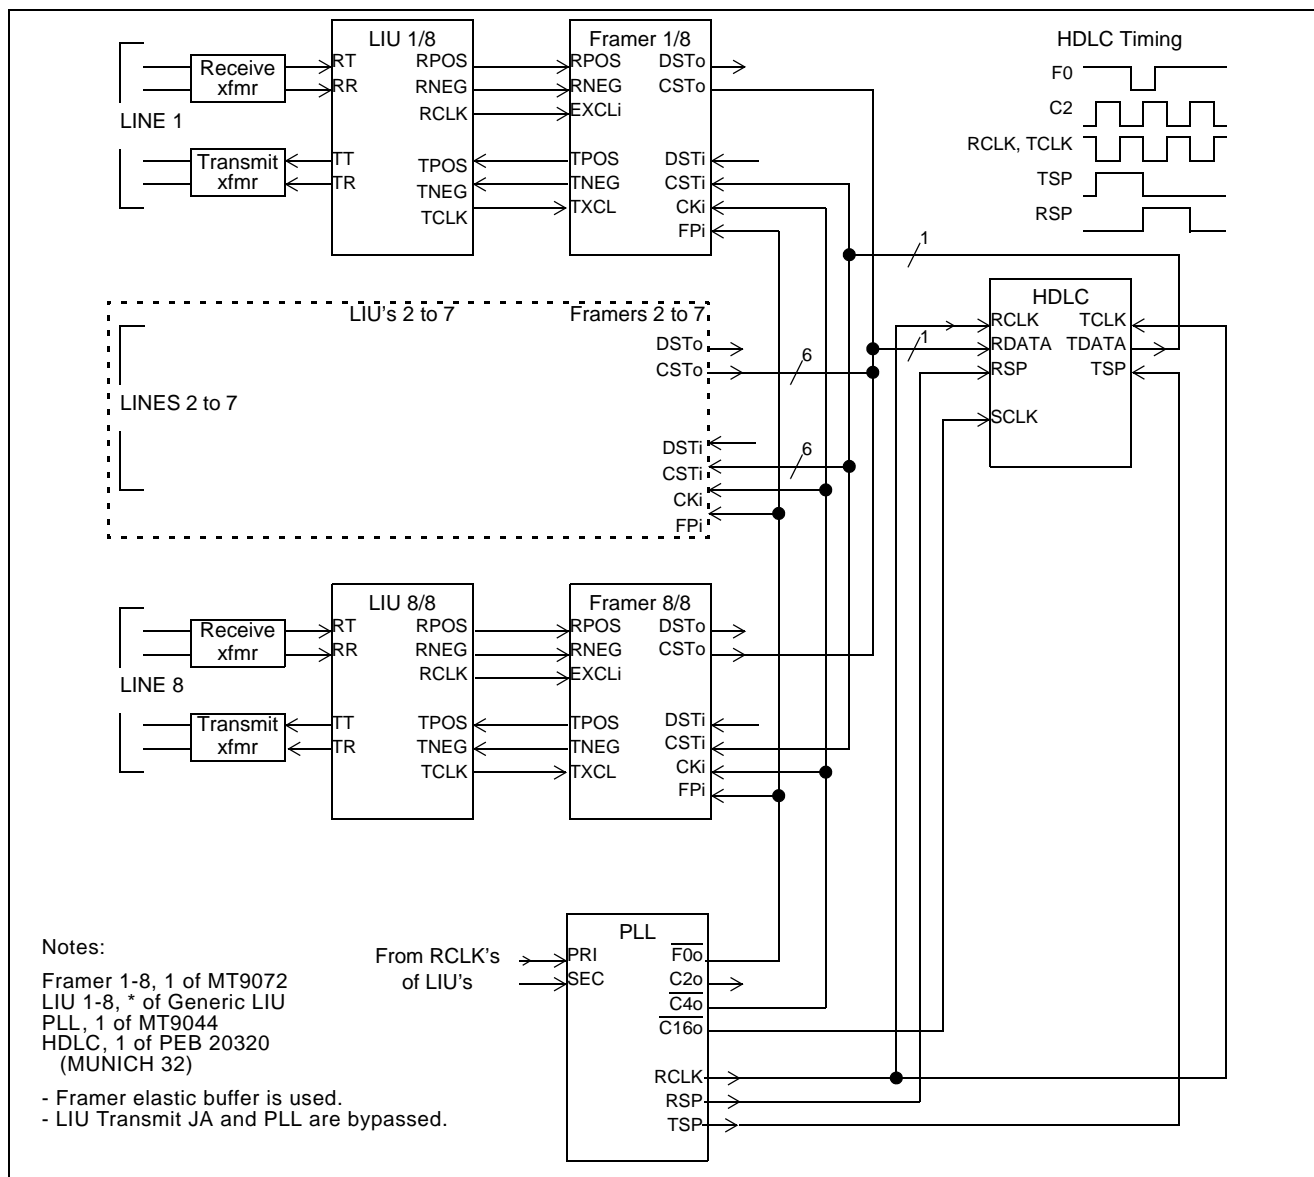 LIU 1/8
Framer 1/8
HDLC Timing
RT
RR
RPOS
RNEG
RCLK
TT
TR
TPOS
TNEG
TCLK
RPOS
RNEG
EXCLi
TPOS
TNEG
TXCL
DSTo
CSTo
DSTi
CSTi
CKi
FPi
Receive
xfmr
LINE 1
Transmit
xfmr
F0
C2
RCLK, TCLK
TSP
RSP
1
HDLC
RCLK
RDATA
RSP
SCLK
TCLK
TDATA
TSP
1
LIU's 2 to 7
Framers 2 to 7
LINES 2 to 7
DSTo
CSTo
6
DSTi
CSTi
CKi
FPi
6
LIU 8/8
Framer 8/8
RT
RR
RPOS
RNEG
RCLK
TT
TR
TPOS
TNEG
TCLK
RPOS
RNEG
EXCLi
TPOS
TNEG
TXCL
DSTo
CSTo
DSTi
CSTi
CKi
FPi
Receive
xfmr
LINE 8
Transmit
xfmr
PLL
From RCLK's
of LIU's
PRI
SEC
F0o
C2o
C4o
C16o
RCLK
RSP
TSP
Notes:
Framer 1-8, 1 of MT9072
LIU 1-8, * of Generic LIU
PLL, 1 of MT9044
HDLC, 1 of PEB 20320
(MUNICH 32)
- Framer elastic buffer is used.
- LIU Transmit JA and PLL are bypassed.